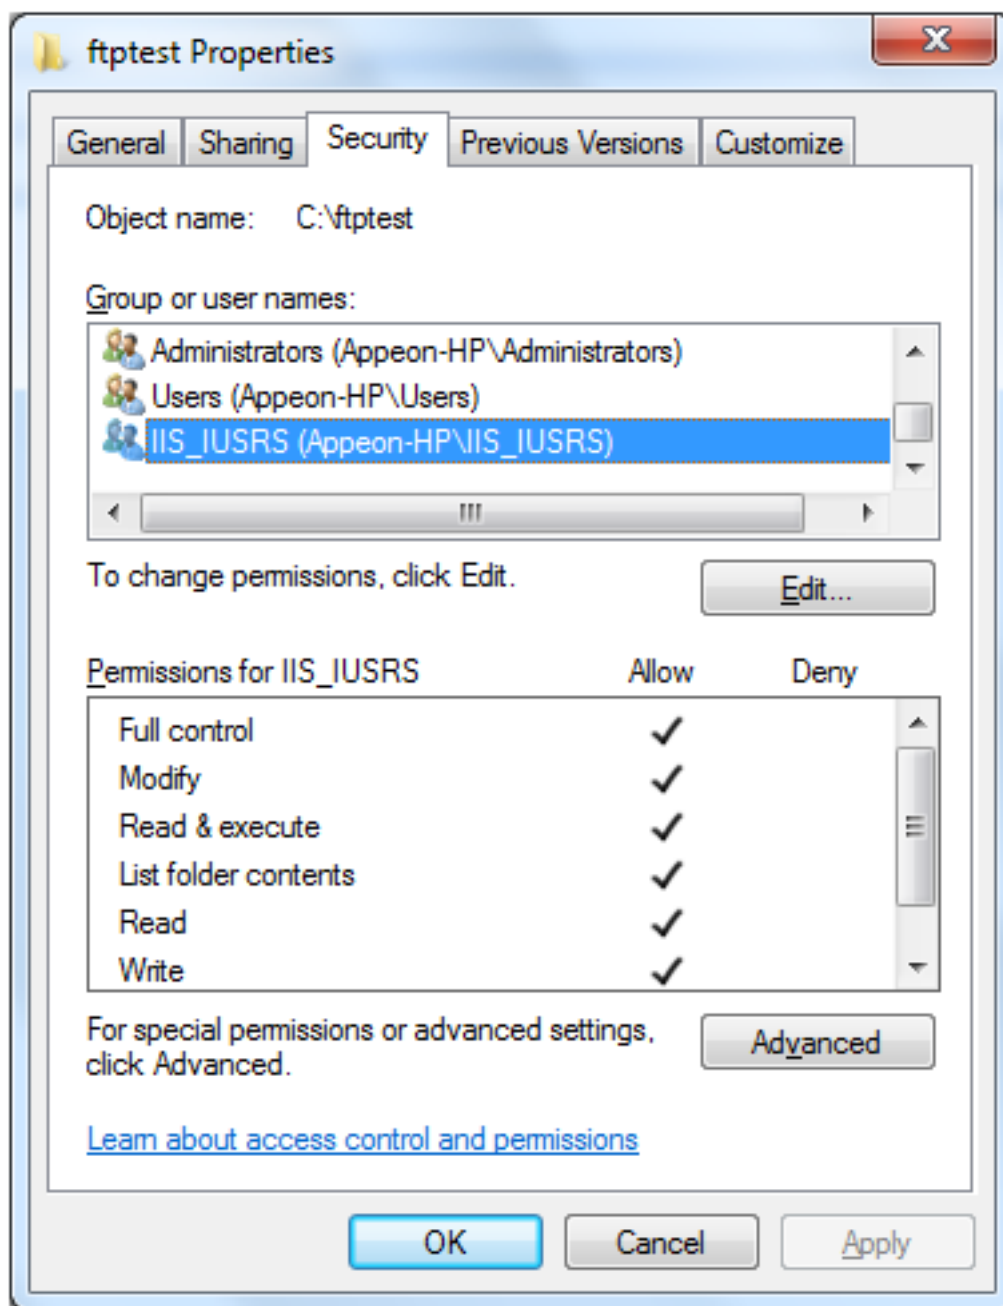 ftptest Properties
General Sharing Security Previous Versions Customize
Object name: C:\ftptest
Group or user names:
Administrators (Appeon-HP\Administrators)
Users (Appeon-HP\Users)
IIS_IUSRS (Appeon-HP\IIS_IUSRS)
To change permissions, click Edit.
Edit...
Permissions for IIS_IUSRS Allow Deny
Full control
Modify
Read & execute
List folder contents
Read
Write
For special permissions or advanced settings,
click Advanced.
Advanced
Learn about access control and permissions
OK Cancel Apply